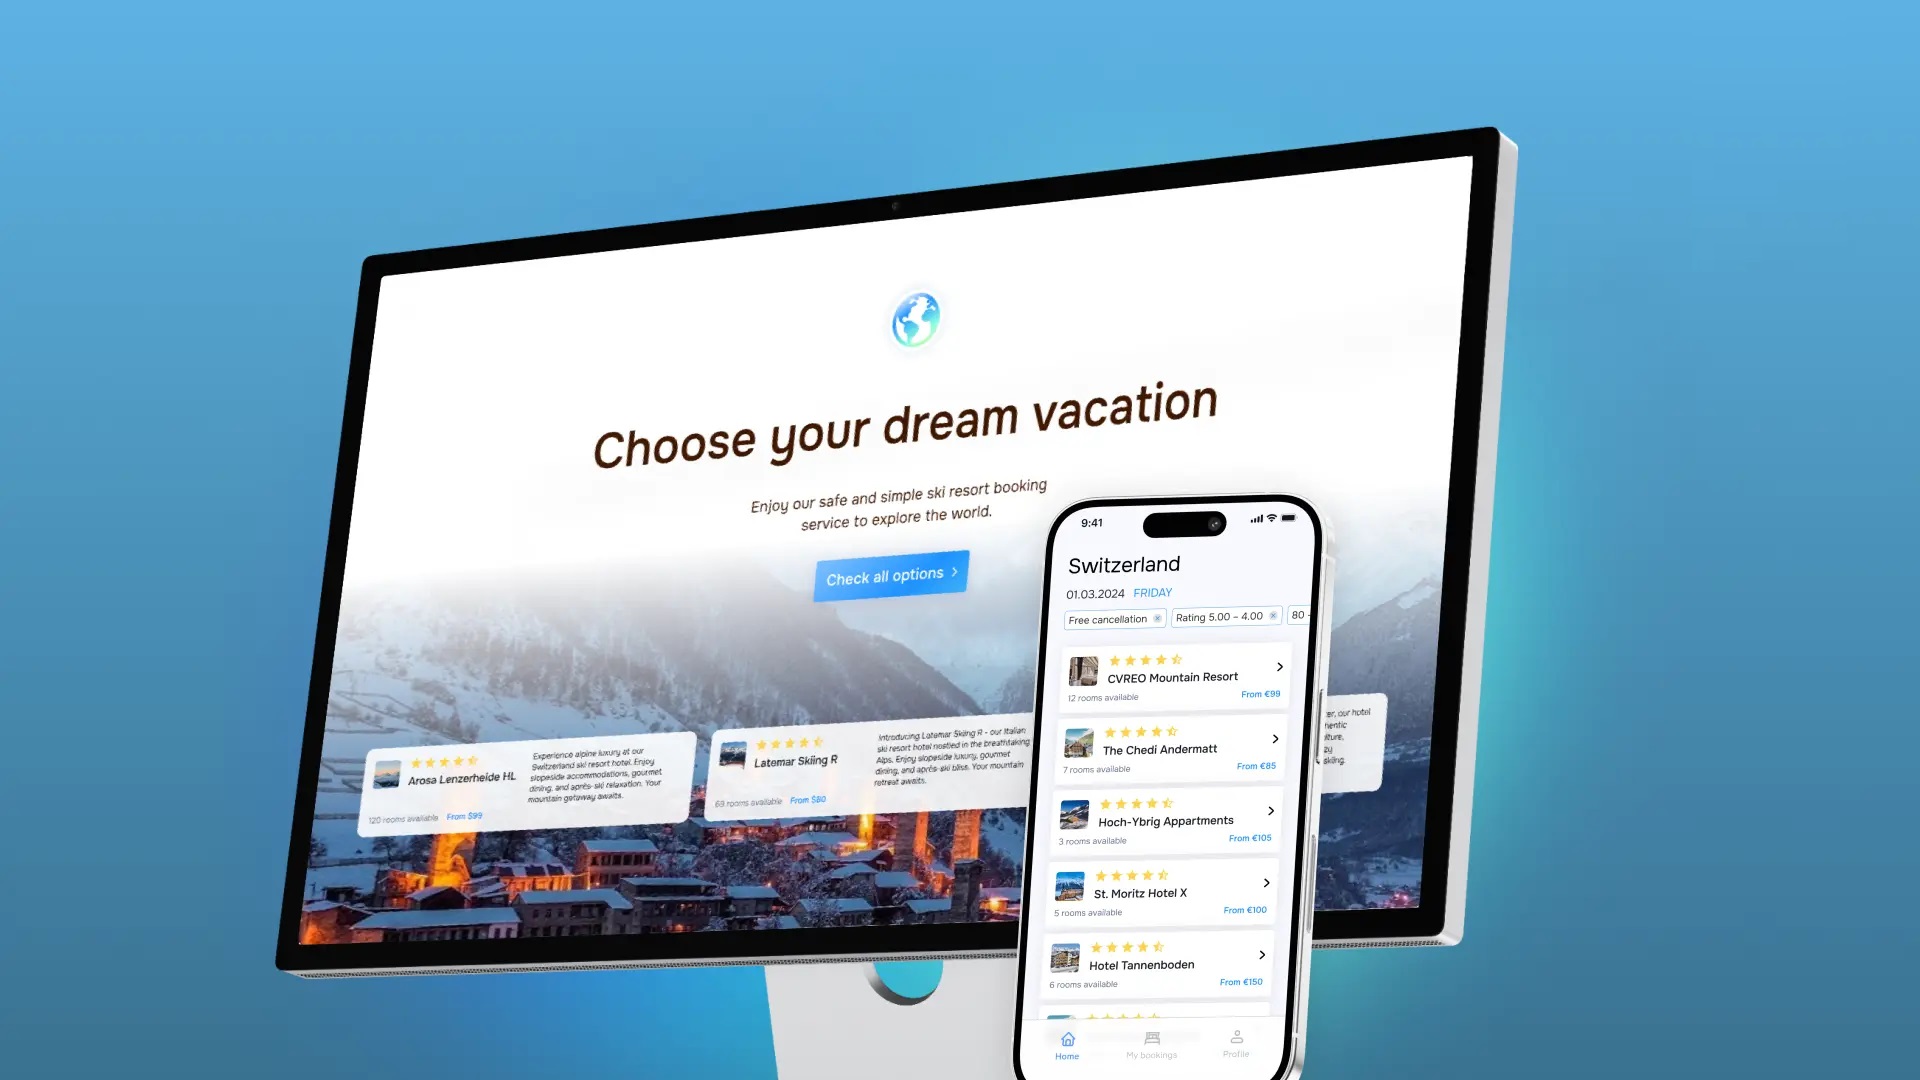 Choose your dream vacation
Enjoy our safe and simple ski resort booking
service to explore the world.
Check all options
Arosa Lenzerheide HL
120 rooms available From $99
Experience alpine luxury at our
Switzerland ski resort hotel. Enjoy
slopeside accommodations, gourmet
dining, and après-ski relaxation. Your
mountain getaway awaits.
Latemar Skiing R
69 rooms available From $80
Introducing Latemar Skiing R - our Italian
ski resort hotel nestled in the breathtaking
Alps. Enjoy slopeside luxury, gourmet
dining, and après-ski bliss. Your mountain
retreat awaits.
our hotel
skiing.
9:41
Switzerland
01.03.2024 FRIDAY
Free cancellation Rating 5.00 – 4.00 80 -
CVREO Mountain Resort
12 rooms available From €99
The Chedi Andermatt
7 rooms available From €85
Hoch-Ybrig Appartments
3 rooms available From €105
St. Moritz Hotel X
5 rooms available From €100
Hotel Tannenboden
6 rooms available From €150
Home My bookings Profile